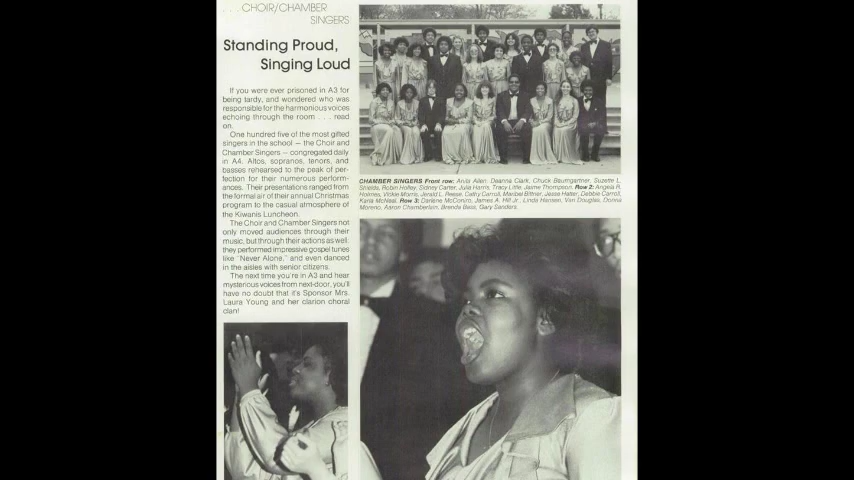 . . . CHOIR/CHAMBER
SINGERS
Standing Proud,
Singing Loud
If you were ever prisoned in A3 for
being tardy, and wondered who was
responsible for the harmonious voices
echoing through the room . . . read
on.
One hundred five of the most gifted
singers in the school — the Choir and
Chamber Singers — congregated daily
in A4. Altos, sopranos, tenors, and
basses rehearsed to the peak of per-
fection for their numerous perform-
ances. Their presentations ranged from
the formal air of their annual Christmas
program to the casual atmosphere of
the Kiwanis Luncheon.
The Choir and Chamber Singers not
only moved audiences through their
music, but through their actions as well;
they performed impressive gospel tunes
like "Never Alone," and even danced
in the aisles with senior citizens.
The next time you're in A3 and hear
mysterious voices from next-door, you'll
have no doubt that it's Sponsor Mrs.
Laura Young and her clarion choral
clan!
CHAMBER SINGERS Front row: Anita Allen, Deanna Clark, Chuck Baumgartner, Suzette L.
Shields, Robin Holley, Sidney Carter, Julia Harris, Tracy Little, Jaime Thompson. Row 2: Angela R.
Holmes, Vikkie Morris, Jerald L. Reese, Cathy Carroll, Maribel Bittner, Jesse Hatter, Debbie Carroll,
Karla McNeal. Row 3: Darlene McConico, James A. Hill Jr., Linda Hansen, Van Douglas, Donna
Moreno, Aaron Chamberlain, Brenda Bass, Gary Sanders.